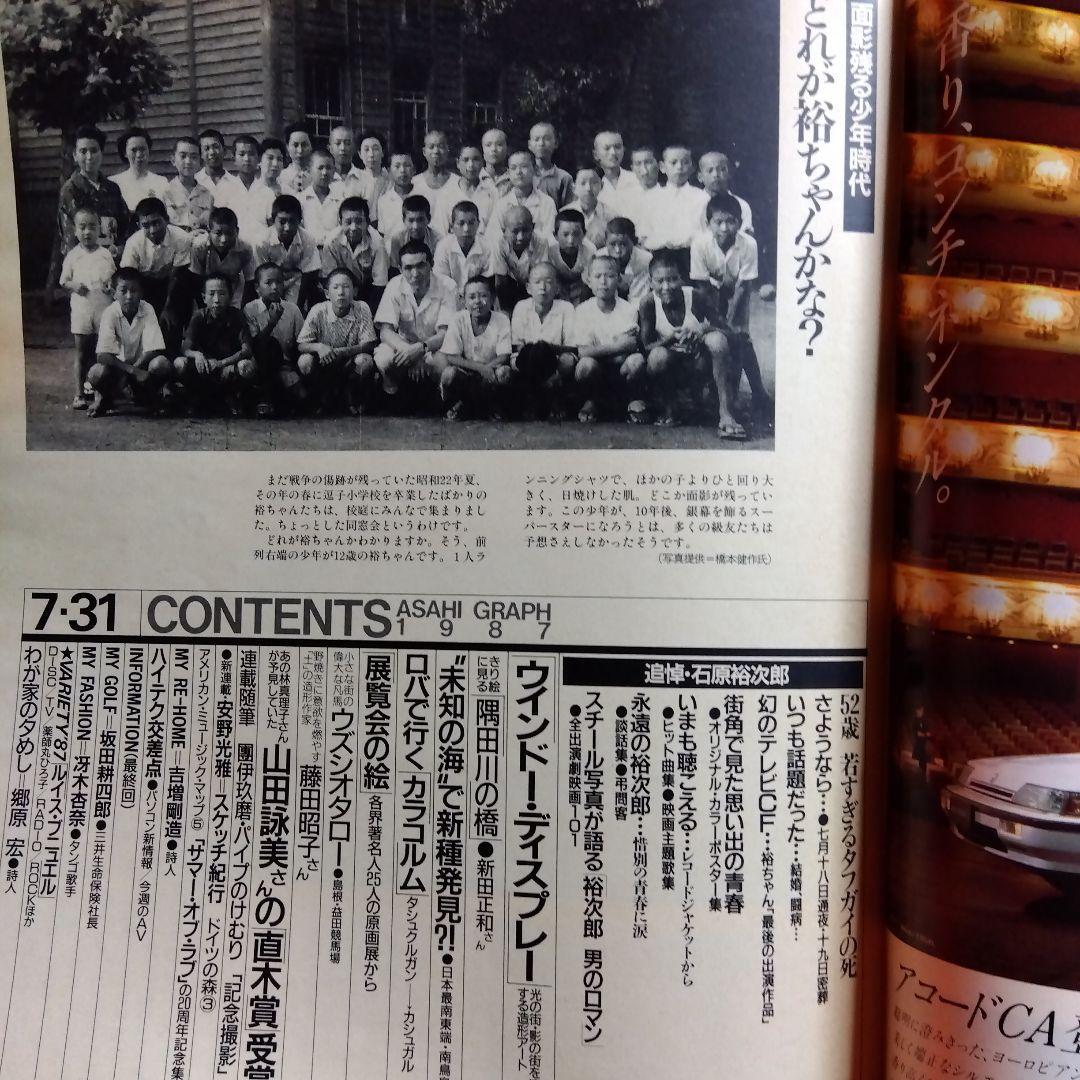 面影残る少年時代
どれが裕ちゃんかな?
まだ戦争の傷跡が残っていた昭和22年夏、
その年の春に逗子小学校を卒業したばかりの
裕ちゃんたちは、校庭にみんなで集まりまし
た。ちょっとした同窓会というわけです。
どれが裕ちゃんかわかりますか。そう、前
列右端の少年が12歳の裕ちゃんです。1人ラ
ンニングシャツで、ほかの子よりひと回り大
きく、日焼けした肌。どこか面影が残ってい
ます。この少年が、10年後、銀幕を飾るスー
パースターになろうとは、多くの級友たちは
予想さえしなかったそうです。
(写真提供=橋本健作氏)
7・31 CONTENTS ASAHI GRAPH 1987
追悼・石原裕次郎
52歳 若すぎるタフガイの死
さようなら…●七月十八日通夜・十九日密葬
いつも話題だった…結婚、闘病…
幻のテレビCF…裕ちゃん「最後の出演作品」
街角で見た思い出の青春
●オリジナル・カラーポスター集
いまも聴こえる…レコードジャケットから
●ヒット曲集●映画主題歌集
永遠の裕次郎…惜別の青春に涙
●談話集●弔問客
スチール写真が語る 裕次郎 男のロマン
●全出演劇映画101
ウインドー・ディスプレー 光の街・影の街を
する造形アート
きり絵
に見る 隅田川の橋●新田正和さん
“未知の海”で新種発見?!●日本最南東端・南鳥
ロバで行くカラコルム タシュクルガン―カシュガル
展覧会の絵 各界著名人25人の原画展から
小さな街の
偉大な凡馬 ウズシオタロー●島根・益田競馬場
野焼きに意欲を燃やす
“土”の造形作家 藤田昭子さん
あの林真理子さん
が予見していた 山田詠美さんの直木賞受賞
連載随筆 團伊玖磨・パイプのけむり「記念撮影」
●新連載・安野光雅=スケッチ紀行 ドイツの森③
アメリカン・ミュージック・マップ⑤「サマー・オブ・ラブ」の20周年記念集
MY RE-HOME=吉増剛造●詩人
ハイテク交差点●パソコン新情報 今週のAV
INFORMATION〔最終回〕
MY GOLF=坂田耕四郎●三井生命保険社長
MY FASHION=冴木杏奈●タンゴ歌手
★VARIETY'87/ルイス・ブニュエル
DISC/TV 薬師丸ひろ子/RADIO/ROCKほか
わが家の夕めし=郷原 宏●詩人
香り、コンチネンタル。
アコードCA
聡明に澄みきった、ヨーロピアン